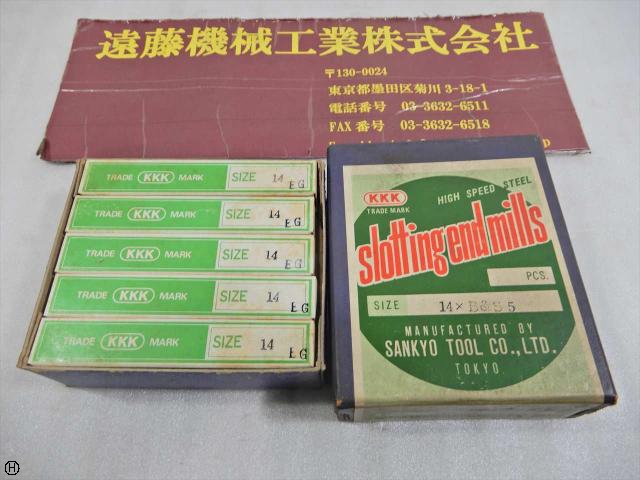 遠藤機械工業株式会社
〒130-0024
東京都墨田区菊川3-18-1
電話番号 03-3632-6511
FAX番号 03-3632-6518
TRADE KKK MARK SIZE 14 EG
TRADE KKK MARK SIZE 14 EG
TRADE KKK MARK SIZE 14 EG
TRADE KKK MARK SIZE 14 EG
TRADE KKK MARK SIZE 14 EG
KKK
TRADE MARK
HIGH SPEED STEEL
slotting end mills
PCS.
SIZE 14×B&S 5
MANUFACTURED BY
SANKYO TOOL CO.,LTD.
TOKYO
H